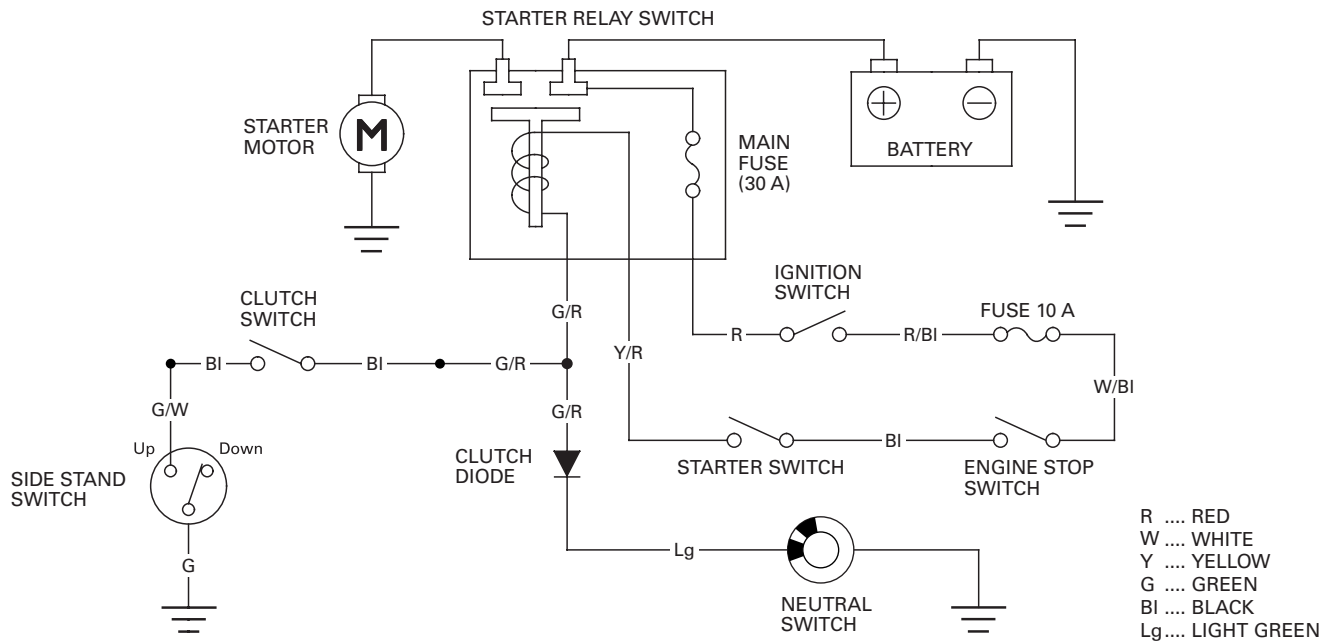 STARTER RELAY SWITCH
STARTER
MOTOR
M
MAIN
FUSE
(30 A)
BATTERY
IGNITION
SWITCH
CLUTCH
SWITCH
G/R
FUSE 10 A
R
R/Bl
Y/R
Bl
Bl
G/R
W/Bl
G/W
G/R
Up
Down
CLUTCH
DIODE
Bl
STARTER SWITCH
ENGINE STOP
SWITCH
SIDE STAND
SWITCH
G
Lg
NEUTRAL
SWITCH
R .... RED
W .... WHITE
Y .... YELLOW
G .... GREEN
Bl .... BLACK
Lg .... LIGHT GREEN